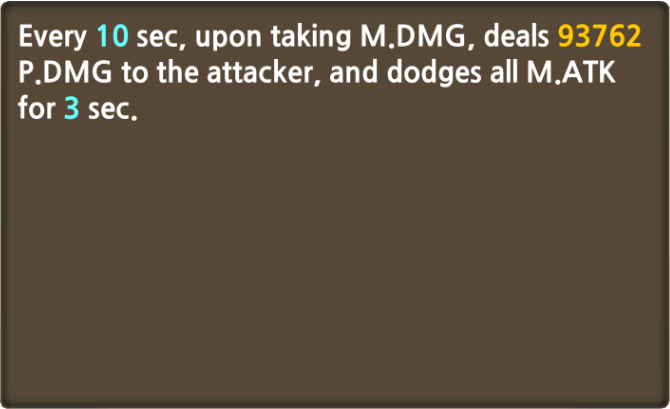 Every 10 sec, upon taking M.DMG, deals 93762
P.DMG to the attacker, and dodges all M.ATK
for 3 sec.